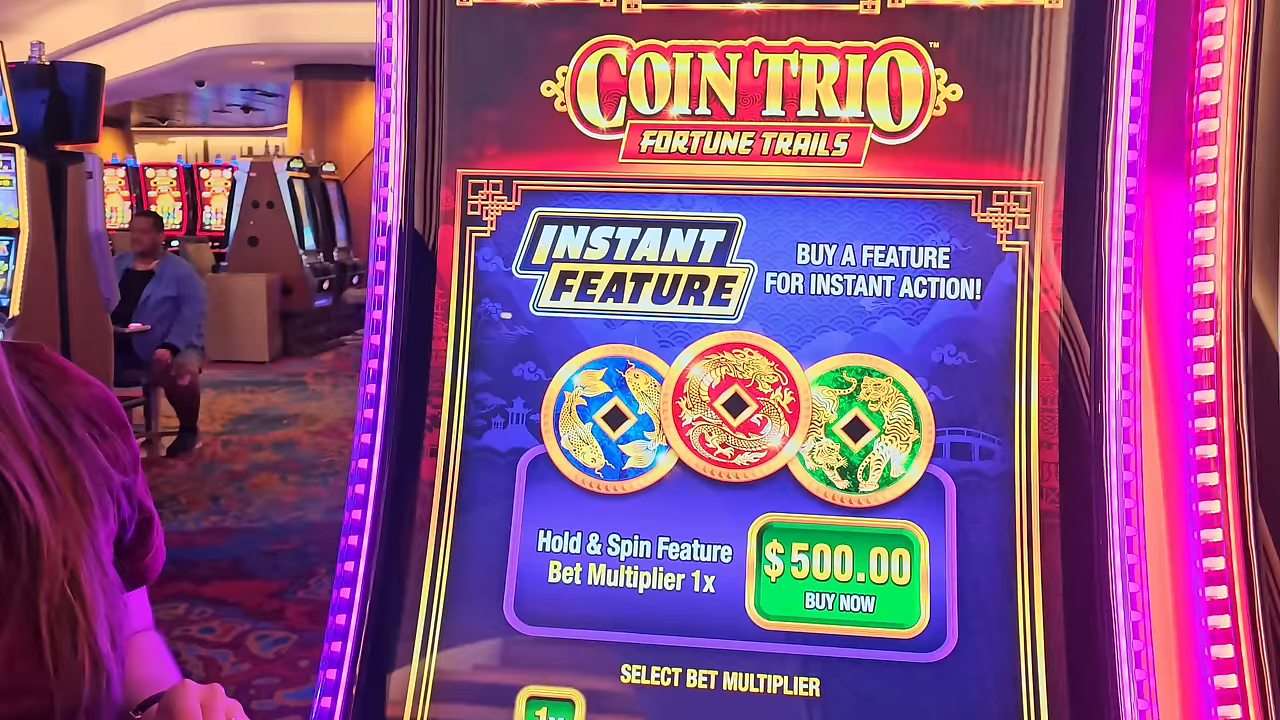 COIN TRIO™
FORTUNE TRAILS
INSTANT
FEATURE
BUY A FEATURE
FOR INSTANT ACTION!
Hold & Spin Feature
Bet Multiplier 1x
$500.00
BUY NOW
SELECT BET MULTIPLIER
1x